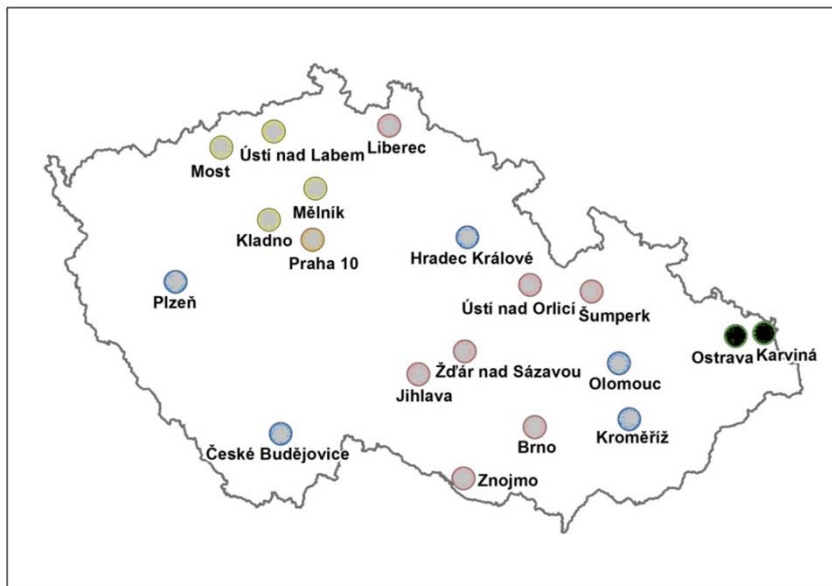 Liberec
Ústí nad Labem
Most
Mělník
Kladno
Praha 10
Hradec Králové
Plzeň
Ústí nad Orlicí
Šumperk
Ostrava
Karviná
Žďár nad Sázavou
Olomouc
Jihlava
Kroměříž
Brno
České Budějovice
Znojmo